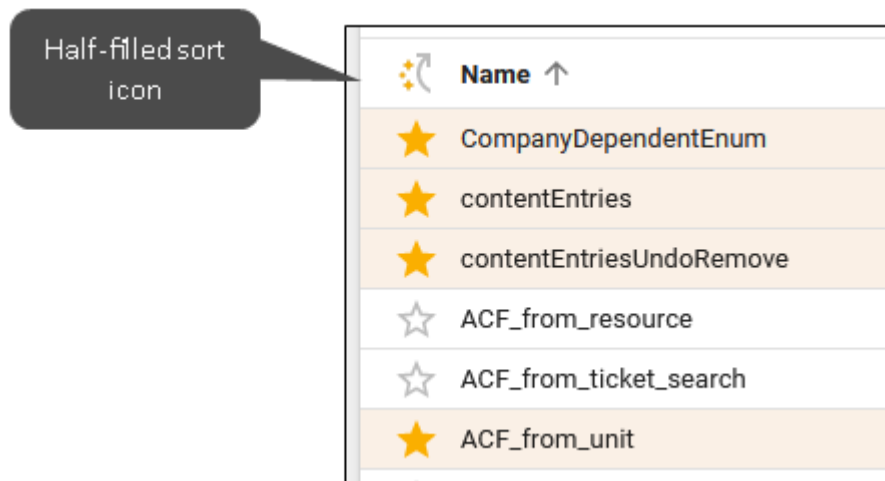 Half-filled sort
icon
Name
CompanyDependentEnum
contentEntries
contentEntriesUndoRemove
ACF_from_resource
ACF_from_ticket_search
ACF_from_unit